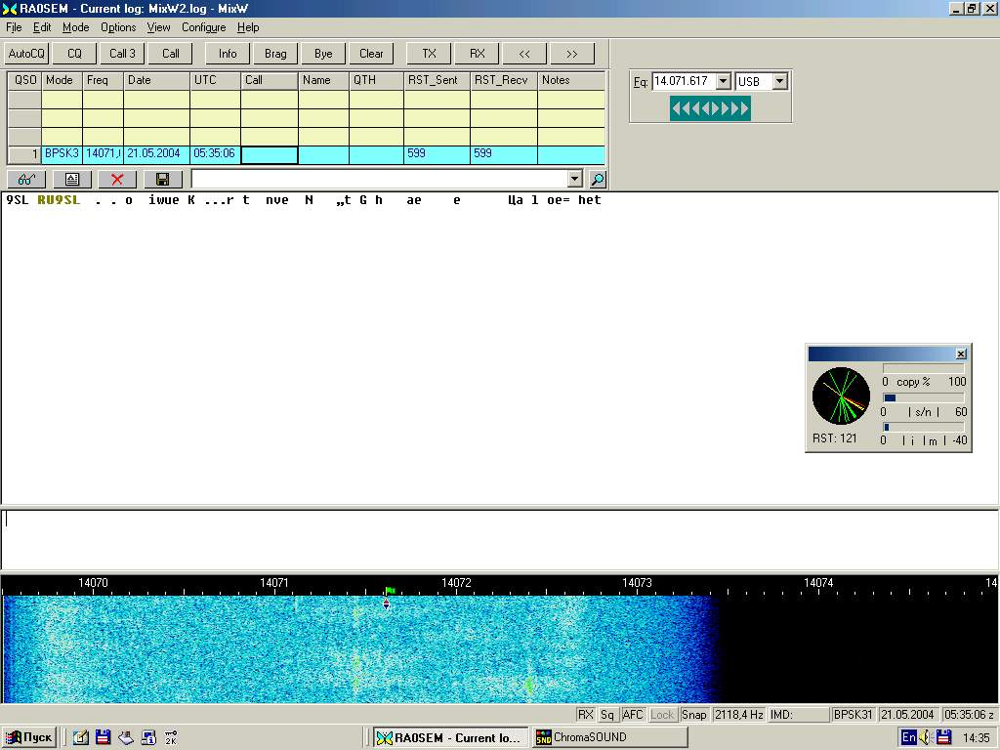 RA0SEM - Current log: MixW2.log - MixW
File Edit Mode Options View Configure Help
AutoCQ CQ Call 3 Call Info Brag Bye Clear TX RX << >>
QSO Mode Freq Date UTC Call Name QTH RST_Sent RST_Recv Notes
1 BPSK3 14071,( 21.05.2004 05:35:06 599 599
Fq: 14.071.617 USB
9SL RU9SL . . o iwue K ...r t nve N „t G h ae e Ца l oe= het
0 copy % 100
0 | s/n | 60
RST: 121 0 | i | m | -40
14070 14071 14072 14073 14074 14
RX Sq AFC Lock Snap 2118,4 Hz IMD: BPSK31 21.05.2004 05:35:06 z
Пуск 2K RA0SEM - Current lo... SND ChromaSOUND En 14:35